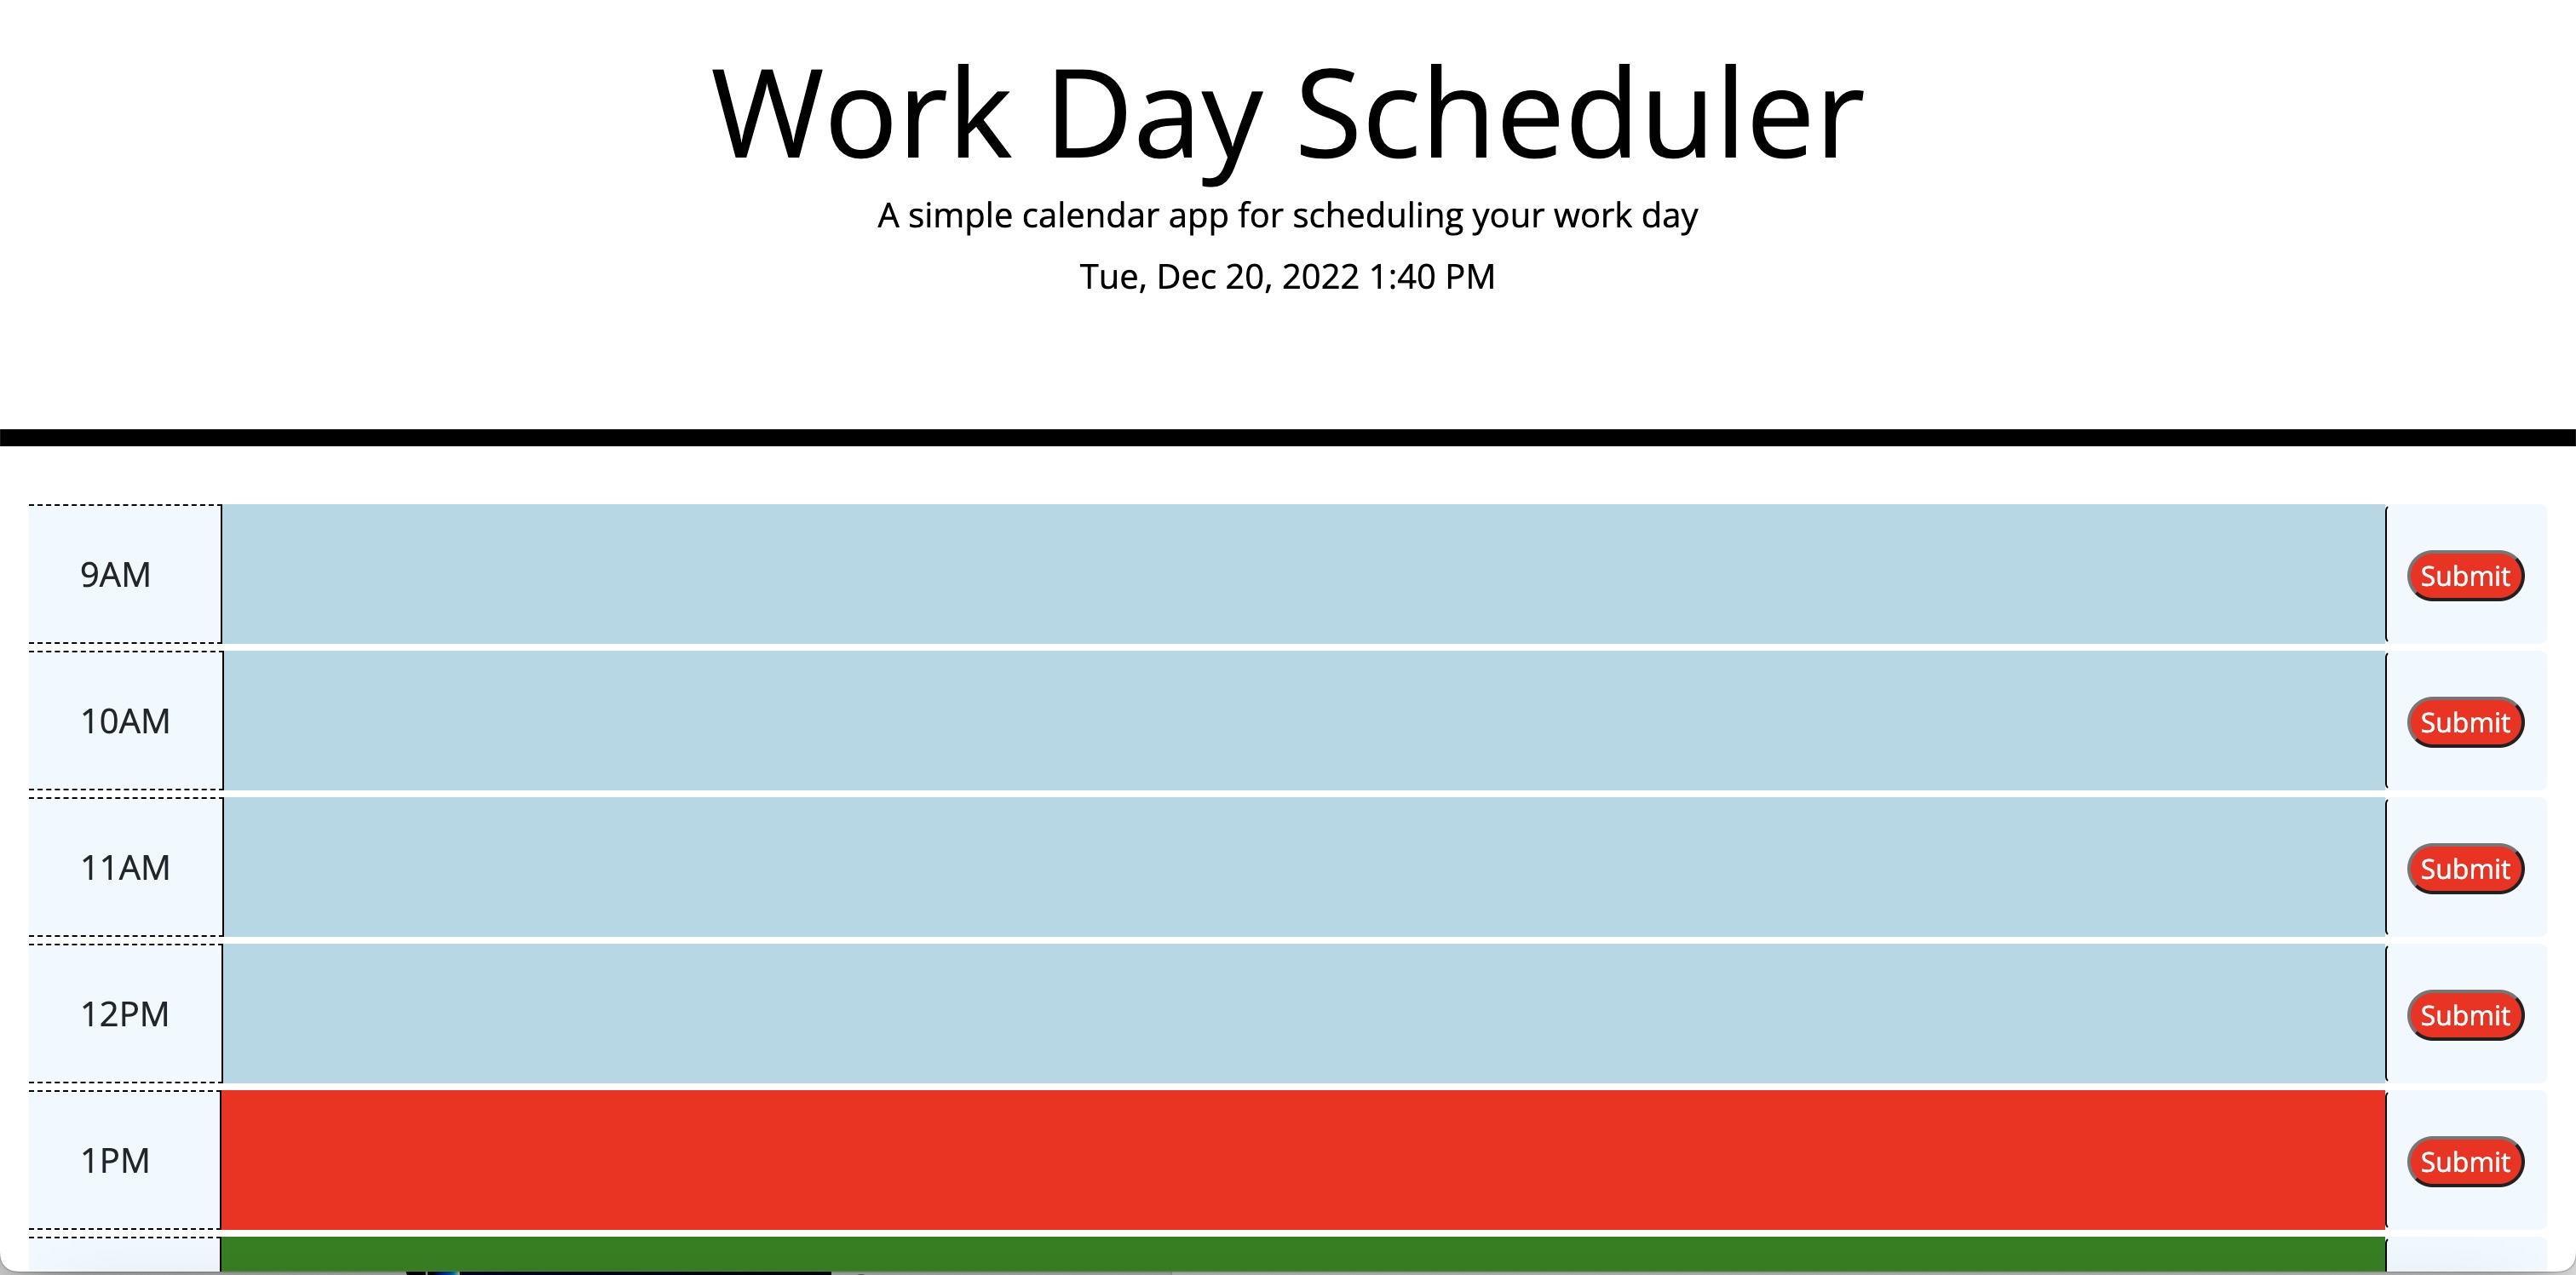 Work Day Scheduler
A simple calendar app for scheduling your work day
Tue, Dec 20, 2022 1:40 PM
9AM
Submit
10AM
Submit
11AM
Submit
12PM
Submit
1PM
Submit